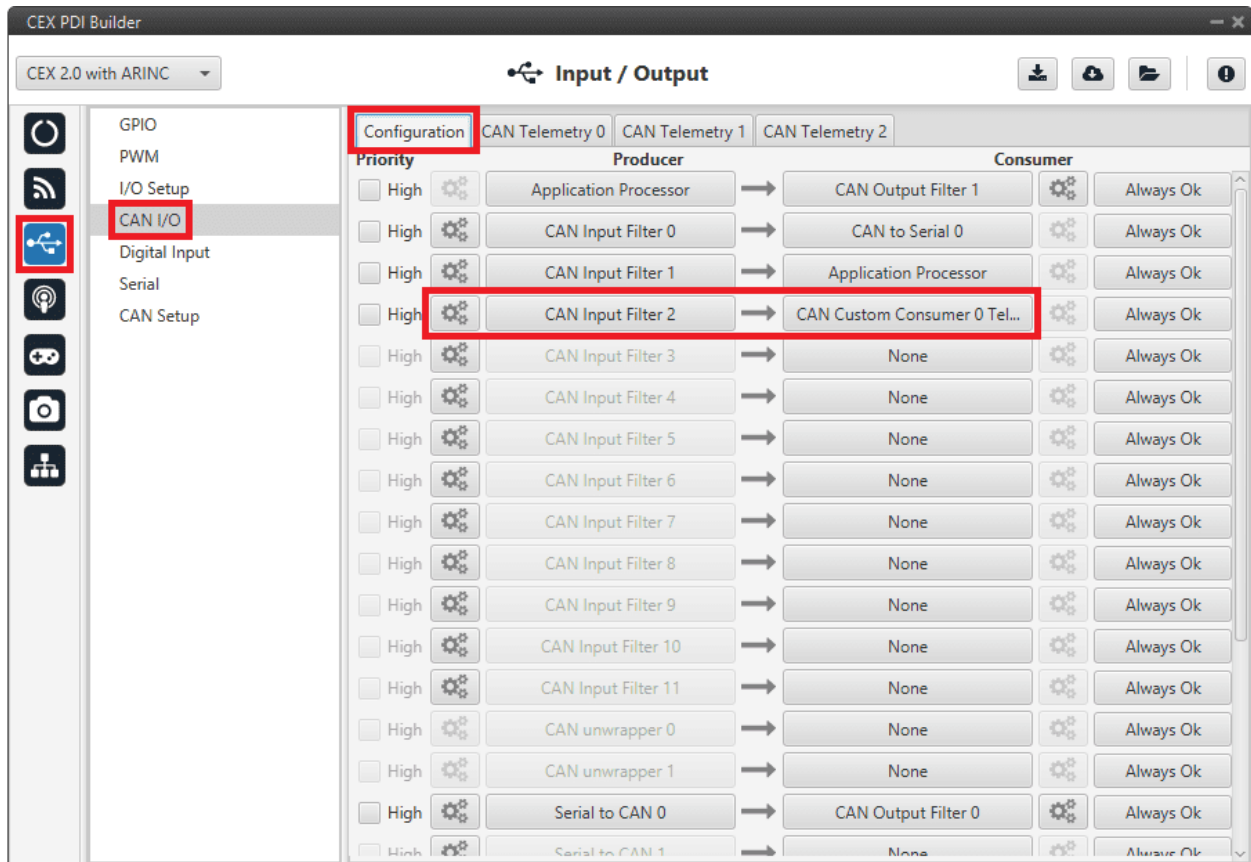 CEX PDI Builder
CEX 2.0 with ARINC
Input / Output
GPIO
PWM
I/O Setup
CAN I/O
Digital Input
Serial
CAN Setup
Configuration CAN Telemetry 0 CAN Telemetry 1 CAN Telemetry 2
Priority Producer Consumer
High Application Processor CAN Output Filter 1 Always Ok
High CAN Input Filter 0 CAN to Serial 0 Always Ok
High CAN Input Filter 1 Application Processor Always Ok
High CAN Input Filter 2 CAN Custom Consumer 0 Tel... Always Ok
High CAN Input Filter 3 None Always Ok
High CAN Input Filter 4 None Always Ok
High CAN Input Filter 5 None Always Ok
High CAN Input Filter 6 None Always Ok
High CAN Input Filter 7 None Always Ok
High CAN Input Filter 8 None Always Ok
High CAN Input Filter 9 None Always Ok
High CAN Input Filter 10 None Always Ok
High CAN Input Filter 11 None Always Ok
High CAN unwrapper 0 None Always Ok
High CAN unwrapper 1 None Always Ok
High Serial to CAN 0 CAN Output Filter 0 Always Ok
High Serial to CAN 1 None Always Ok